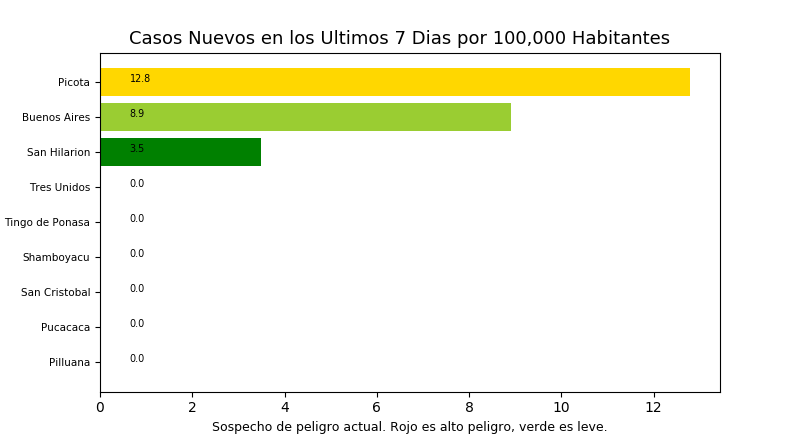 Casos Nuevos en los Ultimos 7 Dias por 100,000 Habitantes
Picota 12.8
Buenos Aires 8.9
San Hilarion 3.5
Tres Unidos 0.0
Tingo de Ponasa 0.0
Shamboyacu 0.0
San Cristobal 0.0
Pucacaca 0.0
Pilluana 0.0
0 2 4 6 8 10 12
Sospecho de peligro actual. Rojo es alto peligro, verde es leve.